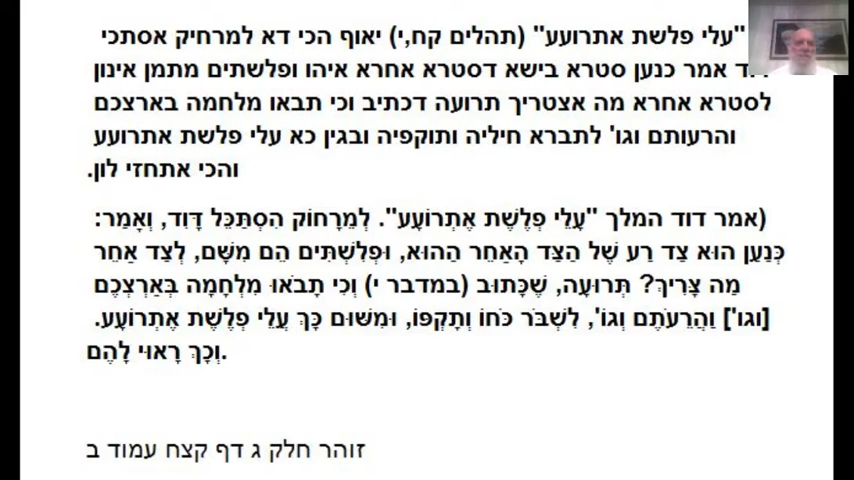 "עלי פלשת אתרועע" (תהלים קח,י) יאוף הכי דא למרחיק אסתכי
אמר כנען סטרא בישא דסטרא אחרא איהו ופלשתים מתמן אינון
לסטרא אחרא מה אצטריך תרועה דכתיב וכי תבאו מלחמה בארצכם
והרעותם וגו' לתברא חיליה ותוקפיה ובגין כא עלי פלשת אתרועע
והכי אתחזי לון.
(אמר דוד המלך "עֲלֵי פְלֶשֶׁת אֶתְרוֹעָע". לְמֵרָחוֹק הִסְתַּכֵּל דָּוִד, וְאָמַר:
כְּנַעַן הוּא צַד רַע שֶׁל הַצַּד הָאַחֵר הַהוּא, וּפְלִשְׁתִּים הֵם מִשָּׁם, לְצַד אַחֵר
מַה צָּרִיךְ? תְּרוּעָה, שֶׁכָּתוּב (במדבר י) וְכִי תָבֹאוּ מִלְחָמָה בְּאַרְצְכֶם
[וגו'] וַהֲרֵעֹתֶם וְגוֹ', לִשְׁבֹּר כֹּחוֹ וְתָקְפּוֹ, וּמִשּׁוּם כָּךְ עֲלֵי פְלֶשֶׁת אֶתְרוֹעָע.
וְכָךְ רָאוּי לָהֶם.
זוהר חלק ג דף קצח עמוד ב